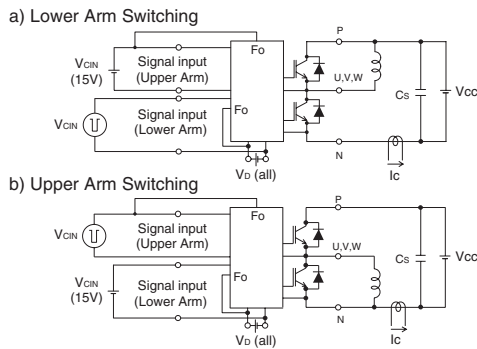 a) Lower Arm Switching
P
Fo
VCIN
(15V)
Signal input
(Upper Arm)
U,V,W
CS
VCC
VCIN
Signal input
(Lower Arm)
Fo
N
VD (all)
IC
b) Upper Arm Switching
P
Fo
VCIN
Signal input
(Upper Arm)
U,V,W
CS
VCC
VCIN
(15V)
Signal input
(Lower Arm)
Fo
N
VD (all)
IC